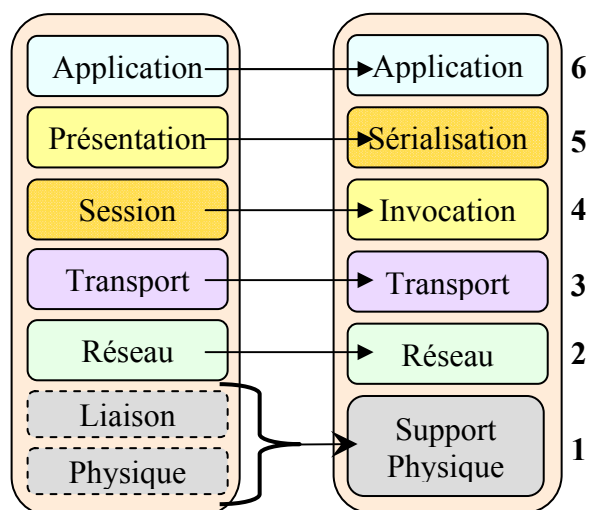 Application
Application
6
Présentation
Sérialisation
5
Session
Invocation
4
Transport
Transport
3
Réseau
Réseau
2
Liaison
Physique
Support
Physique
1